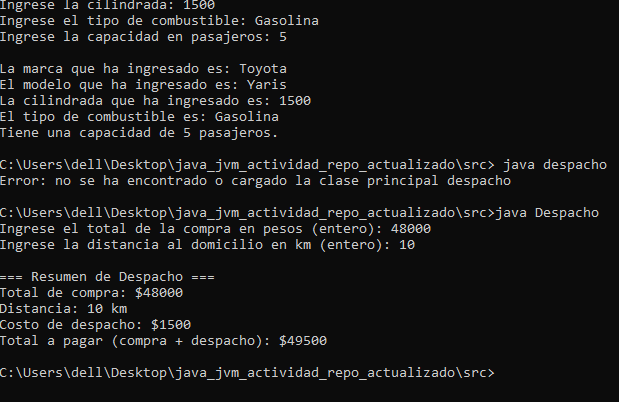 Ingrese la cilindrada: 1500
Ingrese el tipo de combustible: Gasolina
Ingrese la capacidad en pasajeros: 5

La marca que ha ingresado es: Toyota
El modelo que ha ingresado es: Yaris
La cilindrada que ha ingresado es: 1500
El tipo de combustible es: Gasolina
Tiene una capacidad de 5 pasajeros.

C:\Users\dell\Desktop\java_jvm_actividad_repo_actualizado\src> java despacho
Error: no se ha encontrado o cargado la clase principal despacho

C:\Users\dell\Desktop\java_jvm_actividad_repo_actualizado\src>java Despacho
Ingrese el total de la compra en pesos (entero): 48000
Ingrese la distancia al domicilio en km (entero): 10

=== Resumen de Despacho ===
Total de compra: $48000
Distancia: 10 km
Costo de despacho: $1500
Total a pagar (compra + despacho): $49500

C:\Users\dell\Desktop\java_jvm_actividad_repo_actualizado\src>